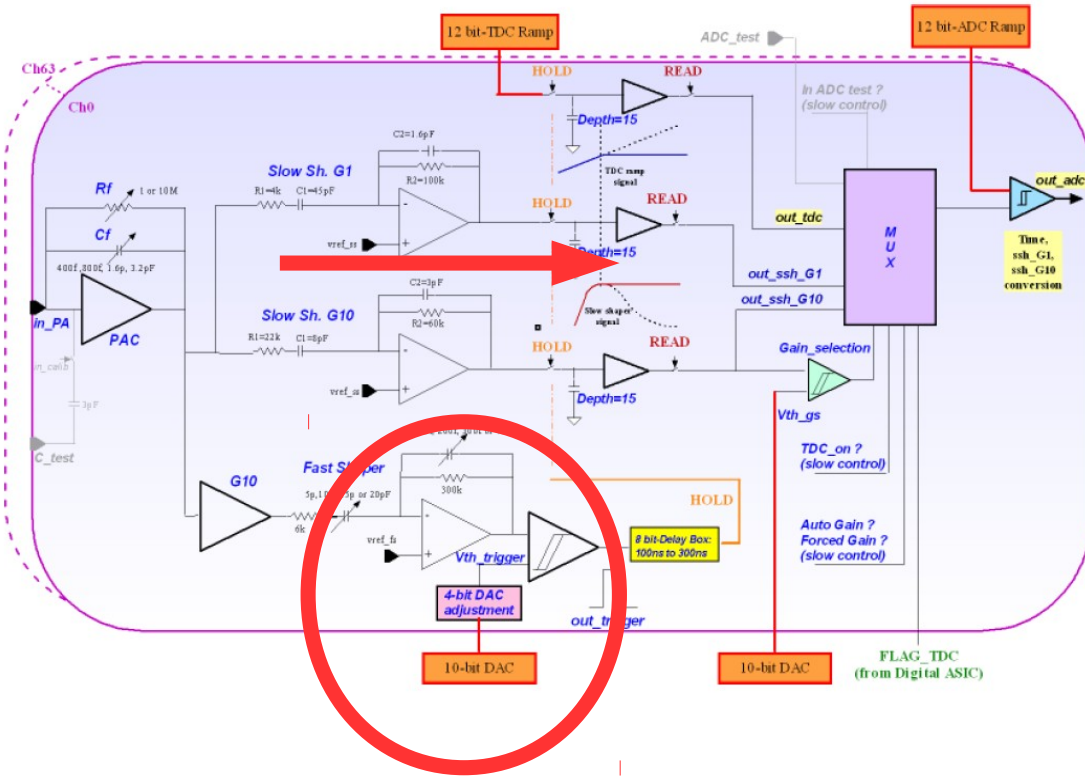 12 bit-TDC Ramp
12 bit-ADC Ramp
ADC_test
Ch63
Ch0
HOLD
READ
In ADC test ?
(slow control)
Depth=15
C2=1.6pF
R2=100k
Slow Sh. G1
R1=4k
C1=45pF
vref_ss
TDC ramp
signal
Rf
1 or 10M
Cf
400f,800f, 1.6p, 3.2pF
in_PA
PAC
HOLD
READ
Depth=15
out_tdc
MUX
out_adc
Time,
ssh_G1,
ssh_G10
conversion
out_ssh_G1
out_ssh_G10
C2=3pF
R2=60k
Slow Sh. G10
R1=22k
C1=8pF
vref_ss
Slow shaper
signal
HOLD
READ
Depth=15
Gain_selection
Vth_gs
in_calib
3pF
C_test
TDC_on ?
(slow control)
G10
Fast Shaper
6k
300k
Vth_trigger
4-bit DAC
adjustment
8 bit-Delay Box:
100ns to 300ns
HOLD
out_trigger
Auto Gain ?
Forced Gain ?
(slow control)
10-bit DAC
10-bit DAC
FLAG_TDC
(from Digital ASIC)